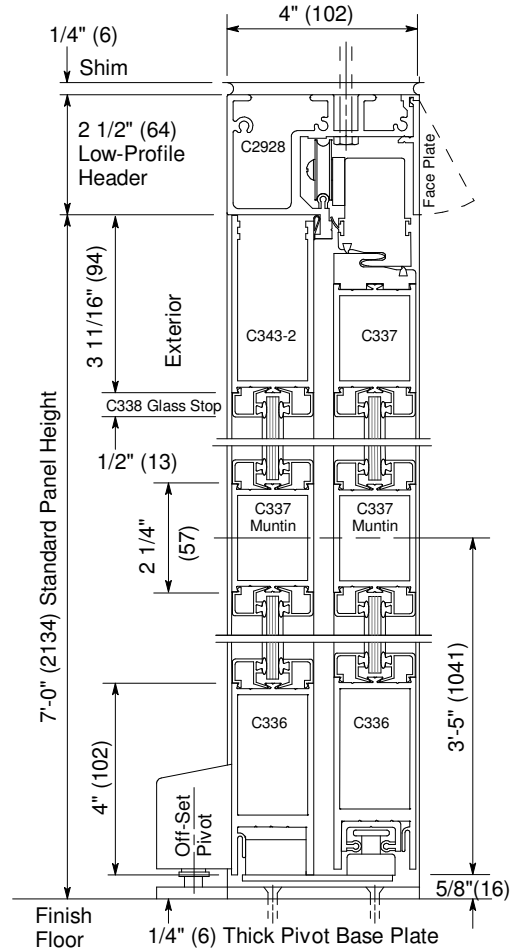 4" (102)
1/4" (6)
Shim
2 1/2" (64)
Low-Profile
Header
C2928
Face Plate
3 11/16" (94)
Exterior
C343-2
C337
C338 Glass Stop
1/2" (13)
7'-0" (2134) Standard Panel Height
2 1/4"
(57)
C337
Muntin
C337
Muntin
3'-5" (1041)
4" (102)
C336
C336
Off-Set
Pivot
5/8"(16)
Finish
Floor
1/4" (6) Thick Pivot Base Plate